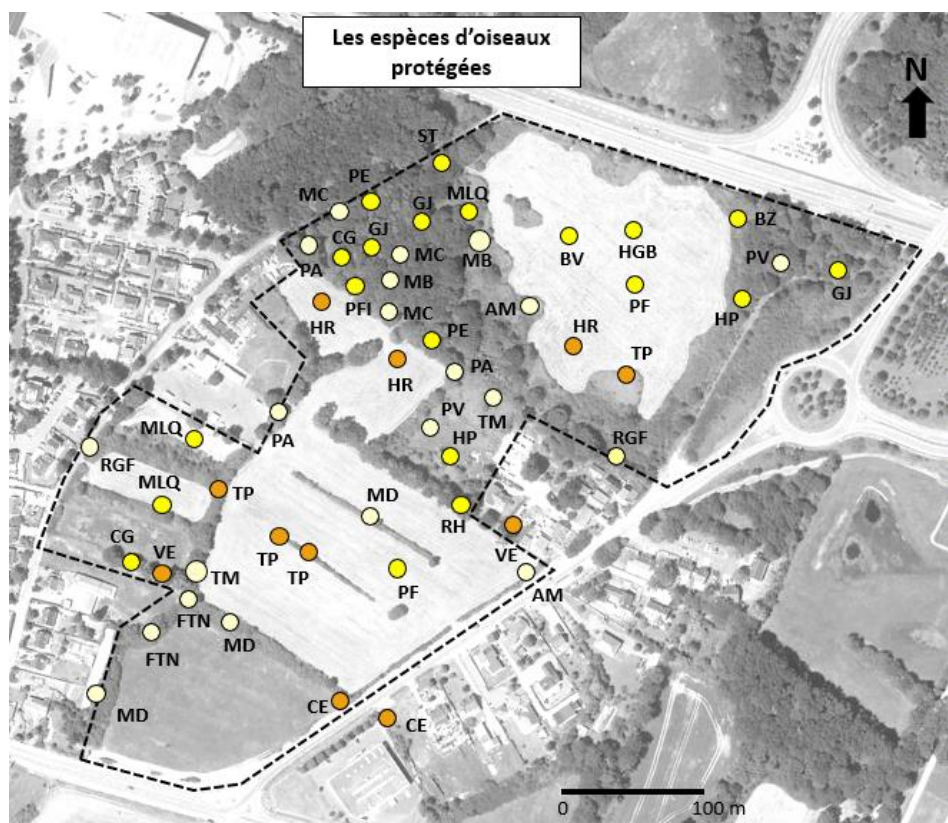 Les espèces d'oiseaux
protégées
N
ST
PE
MC
GJ
MLQ
BZ
GJ
CG
PA
MC
MB
BV
HGB
PV
GJ
MB
PFI
AM
PF
HP
HR
MC
HR
PE
HR
TP
PA
TM
PV
PA
MLQ
HP
RGF
RGF
MLQ
TP
MD
RH
VE
CG
VE
TP
TP
TM
PF
AM
FTN
MD
FTN
MD
CE
CE
0 100 m